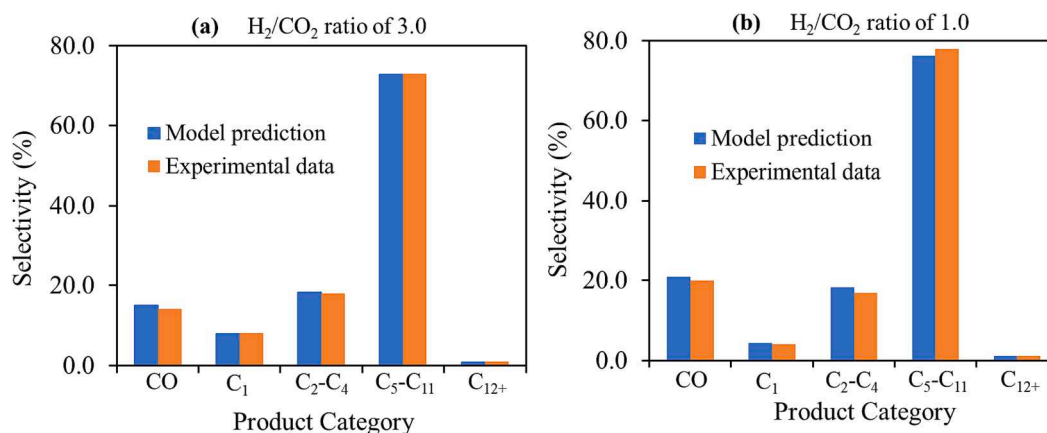 (a) H₂/CO₂ ratio of 3.0
80.0
60.0
40.0
20.0
0.0
Selectivity (%)
Model prediction
Experimental data
CO C₁ C₂-C₄ C₅-C₁₁ C₁₂₊
Product Category
(b) H₂/CO₂ ratio of 1.0
80.0
60.0
40.0
20.0
0.0
Selectivity (%)
Model prediction
Experimental data
CO C₁ C₂-C₄ C₅-C₁₁ C₁₂₊
Product Category